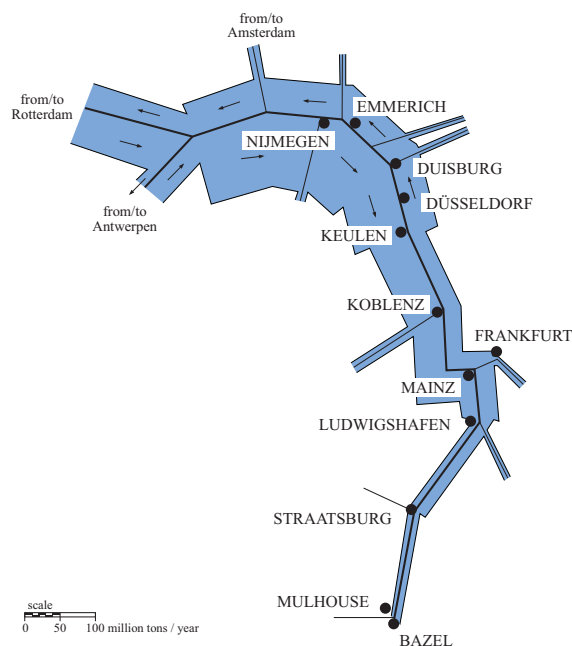 from/to
Amsterdam
from/to
Rotterdam
EMMERICH
NIJMEGEN
DUISBURG
DÜSSELDORF
from/to
Antwerpen
KEULEN
KOBLENZ
FRANKFURT
MAINZ
LUDWIGSHAFEN
STRAATSBURG
MULHOUSE
BAZEL
scale
0 50 100 million tons / year